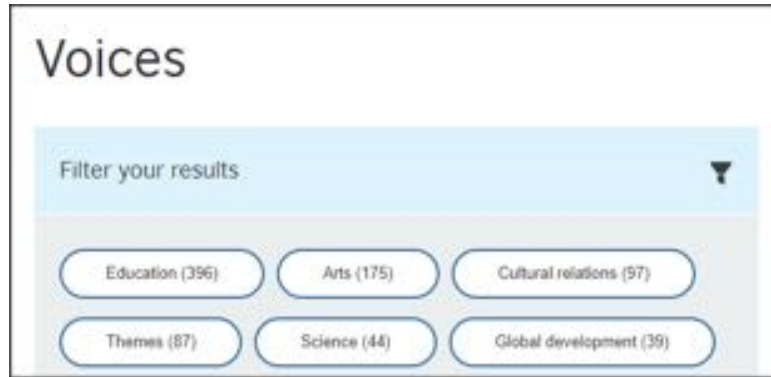 Voices
Filter your results
Education (396) Arts (175) Cultural relations (97)
Themes (87) Science (44) Global development (39)